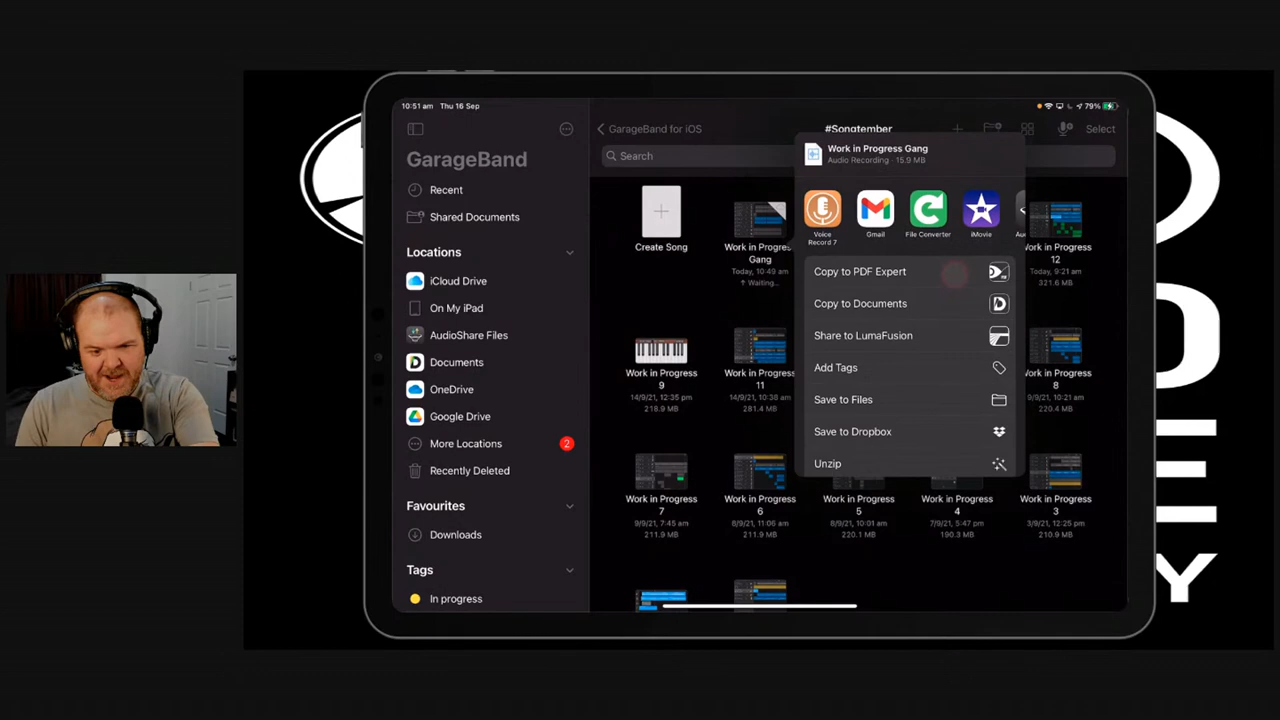 10:51 am Thu 16 Sep
79%
GarageBand
Recent
Shared Documents
Locations
iCloud Drive
On My iPad
AudioShare Files
Documents
OneDrive
Google Drive
More Locations
2
Recently Deleted
Favourites
Downloads
Tags
In progress
GarageBand for iOS
#Songtember
Select
Search
Create Song
Work in Progress
Gang
Today, 10:49 am
↑ Waiting...
Work in Progress
12
Today, 9:21 am
321.6 MB
Work in Progress
9
14/9/21, 12:35 pm
218.9 MB
Work in Progress
11
14/9/21, 10:38 am
281.4 MB
Work in Progress
8
9/9/21, 10:21 am
220.4 MB
Work in Progress
7
9/9/21, 7:45 am
211.9 MB
Work in Progress
6
8/9/21, 11:06 am
211.9 MB
Work in Progress
5
8/9/21, 10:01 am
220.1 MB
Work in Progress
4
7/9/21, 5:47 pm
190.3 MB
Work in Progress
3
3/9/21, 12:25 pm
210.9 MB
Work in Progress Gang
Audio Recording · 15.9 MB
Voice
Record 7
Gmail
File Converter
iMovie
Copy to PDF Expert
Copy to Documents
Share to LumaFusion
Add Tags
Save to Files
Save to Dropbox
Unzip
D
E
Y